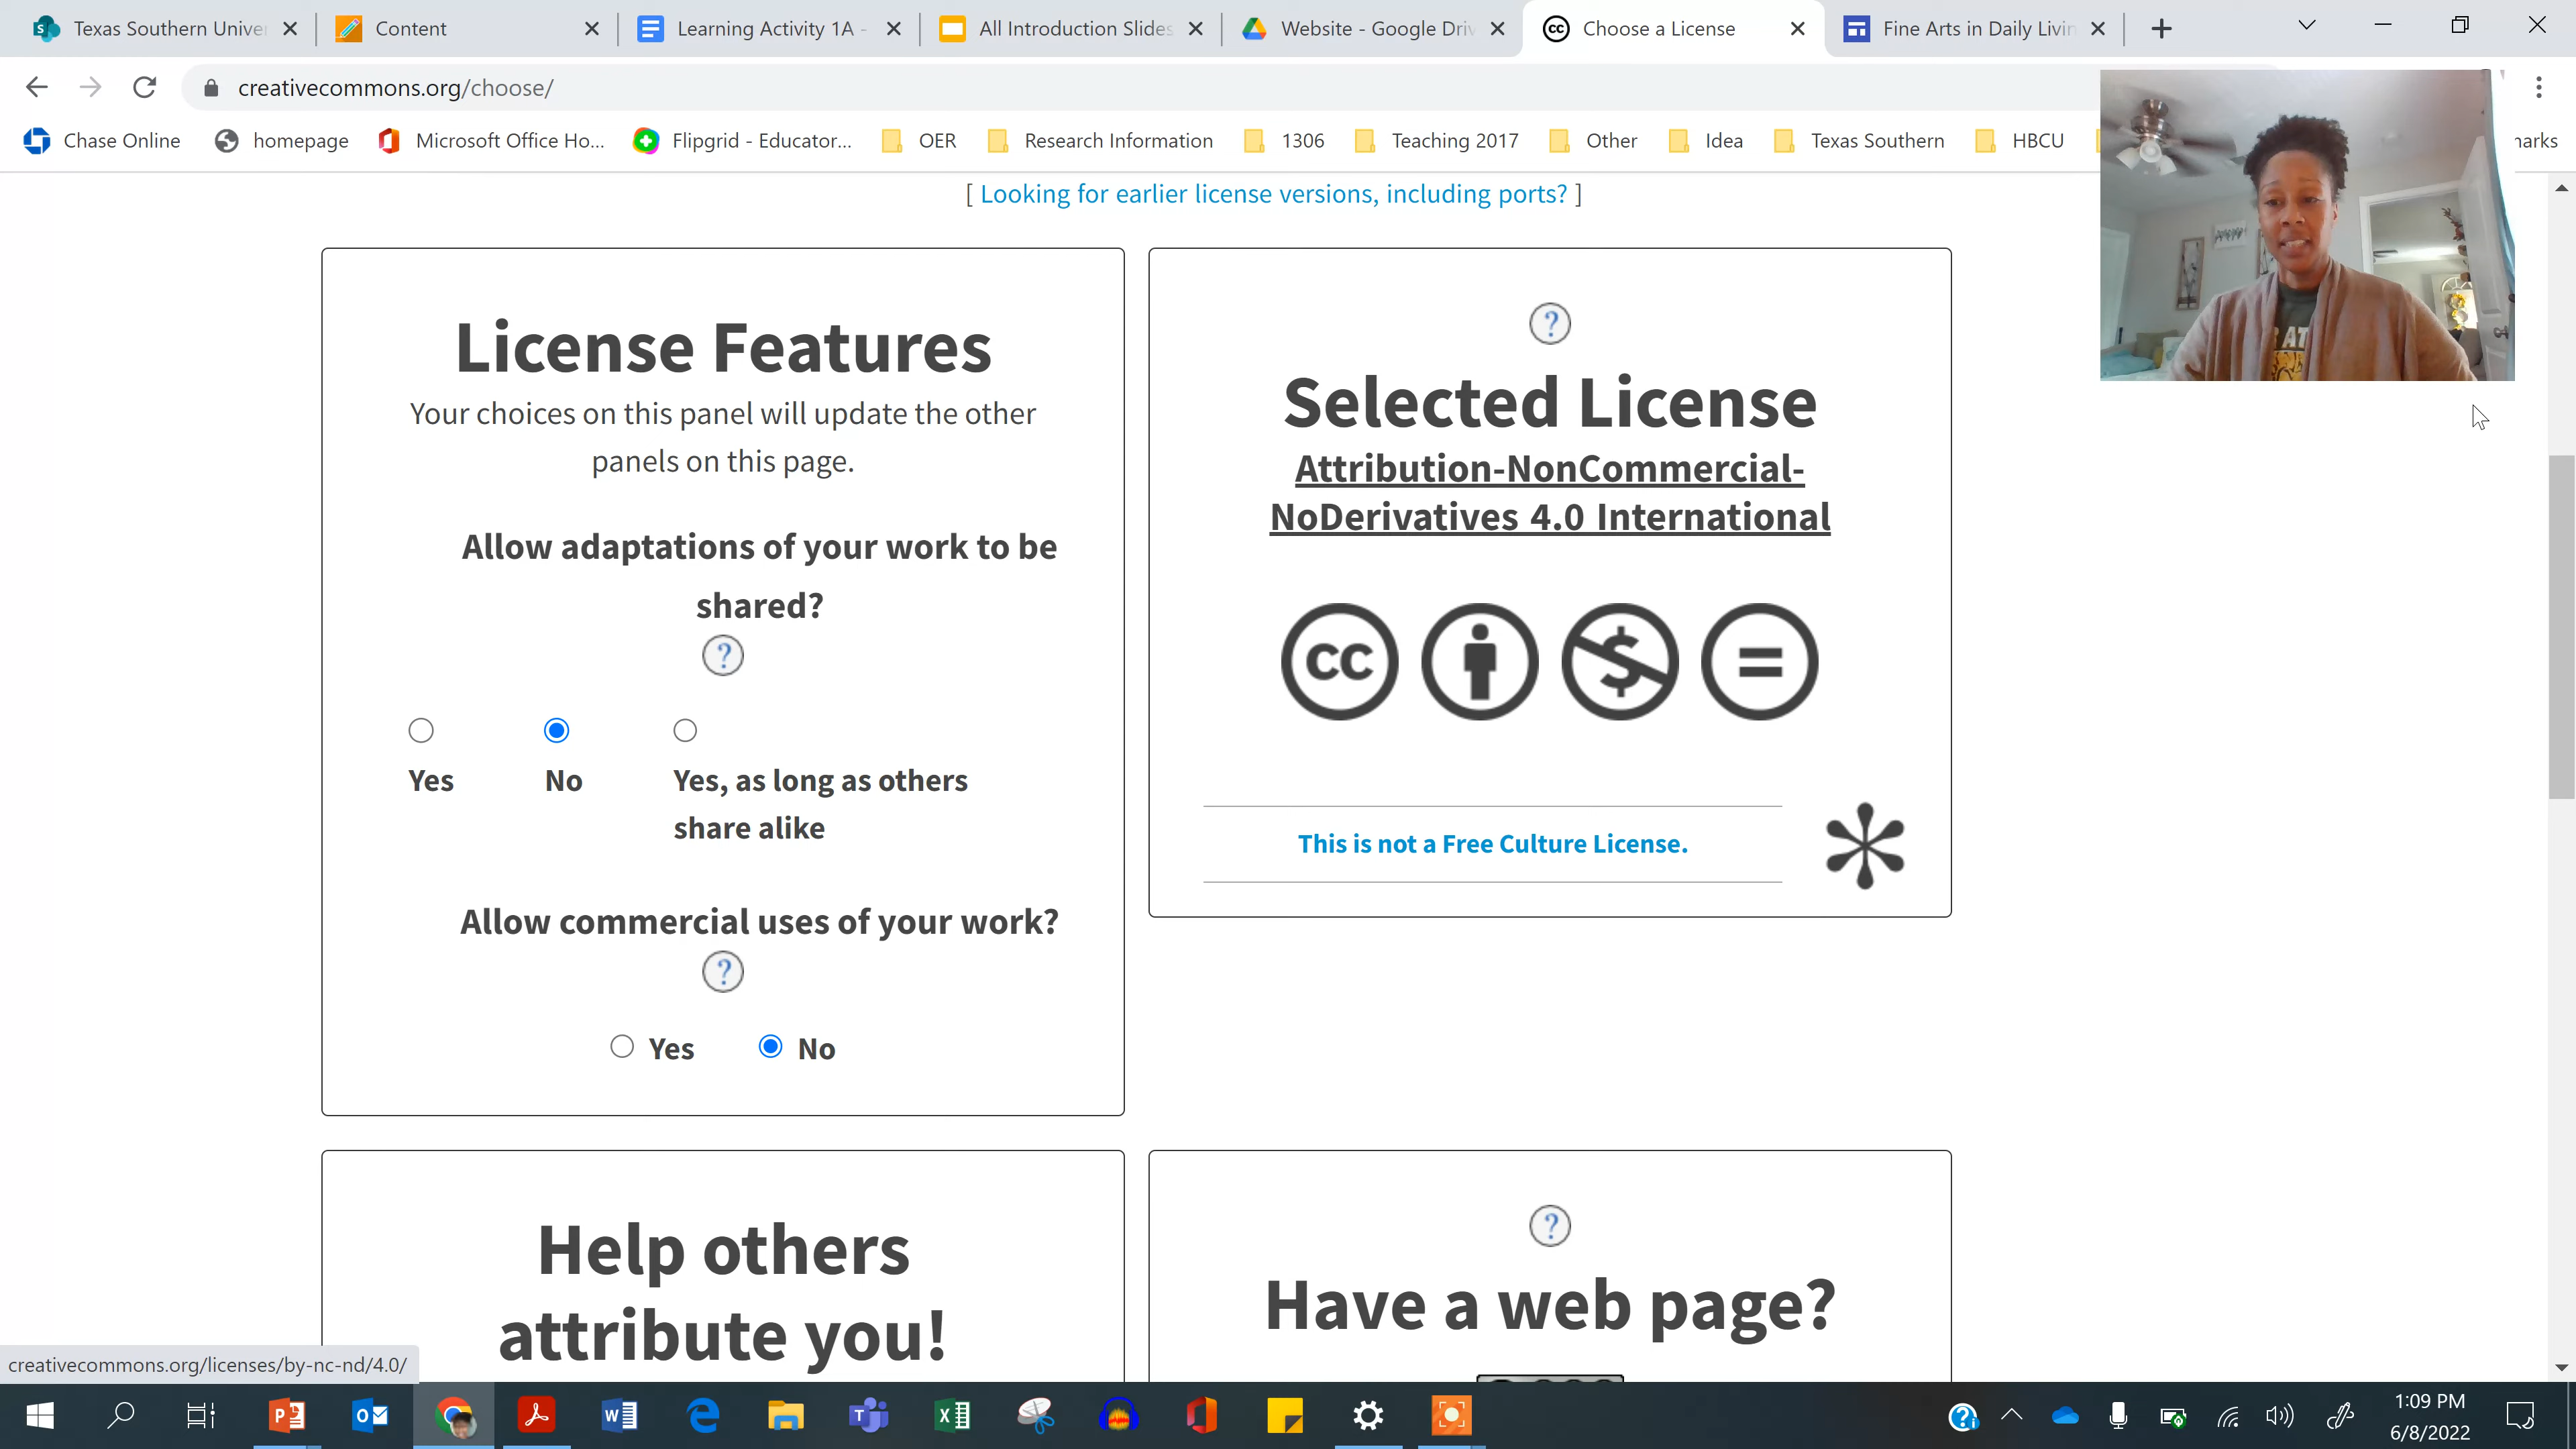 Texas Southern Univer
Content
Learning Activity 1A -
All Introduction Slides
Website - Google Driv
cc
Choose a License
Fine Arts in Daily Livin
creativecommons.org/choose/
Chase Online
homepage
Microsoft Office Ho...
Flipgrid - Educator...
OER
Research Information
1306
Teaching 2017
Other
Idea
Texas Southern
HBCU
[ Looking for earlier license versions, including ports? ]
License Features
Your choices on this panel will update the other
panels on this page.
Allow adaptations of your work to be
shared?
?
Yes
No
Yes, as long as others
share alike
Allow commercial uses of your work?
?
Yes
No
?
Selected License
Attribution-NonCommercial-
NoDerivatives 4.0 International
cc
$
=
This is not a Free Culture License.
Help others
attribute you!
?
Have a web page?
creativecommons.org/licenses/by-nc-nd/4.0/
1:09 PM
6/8/2022